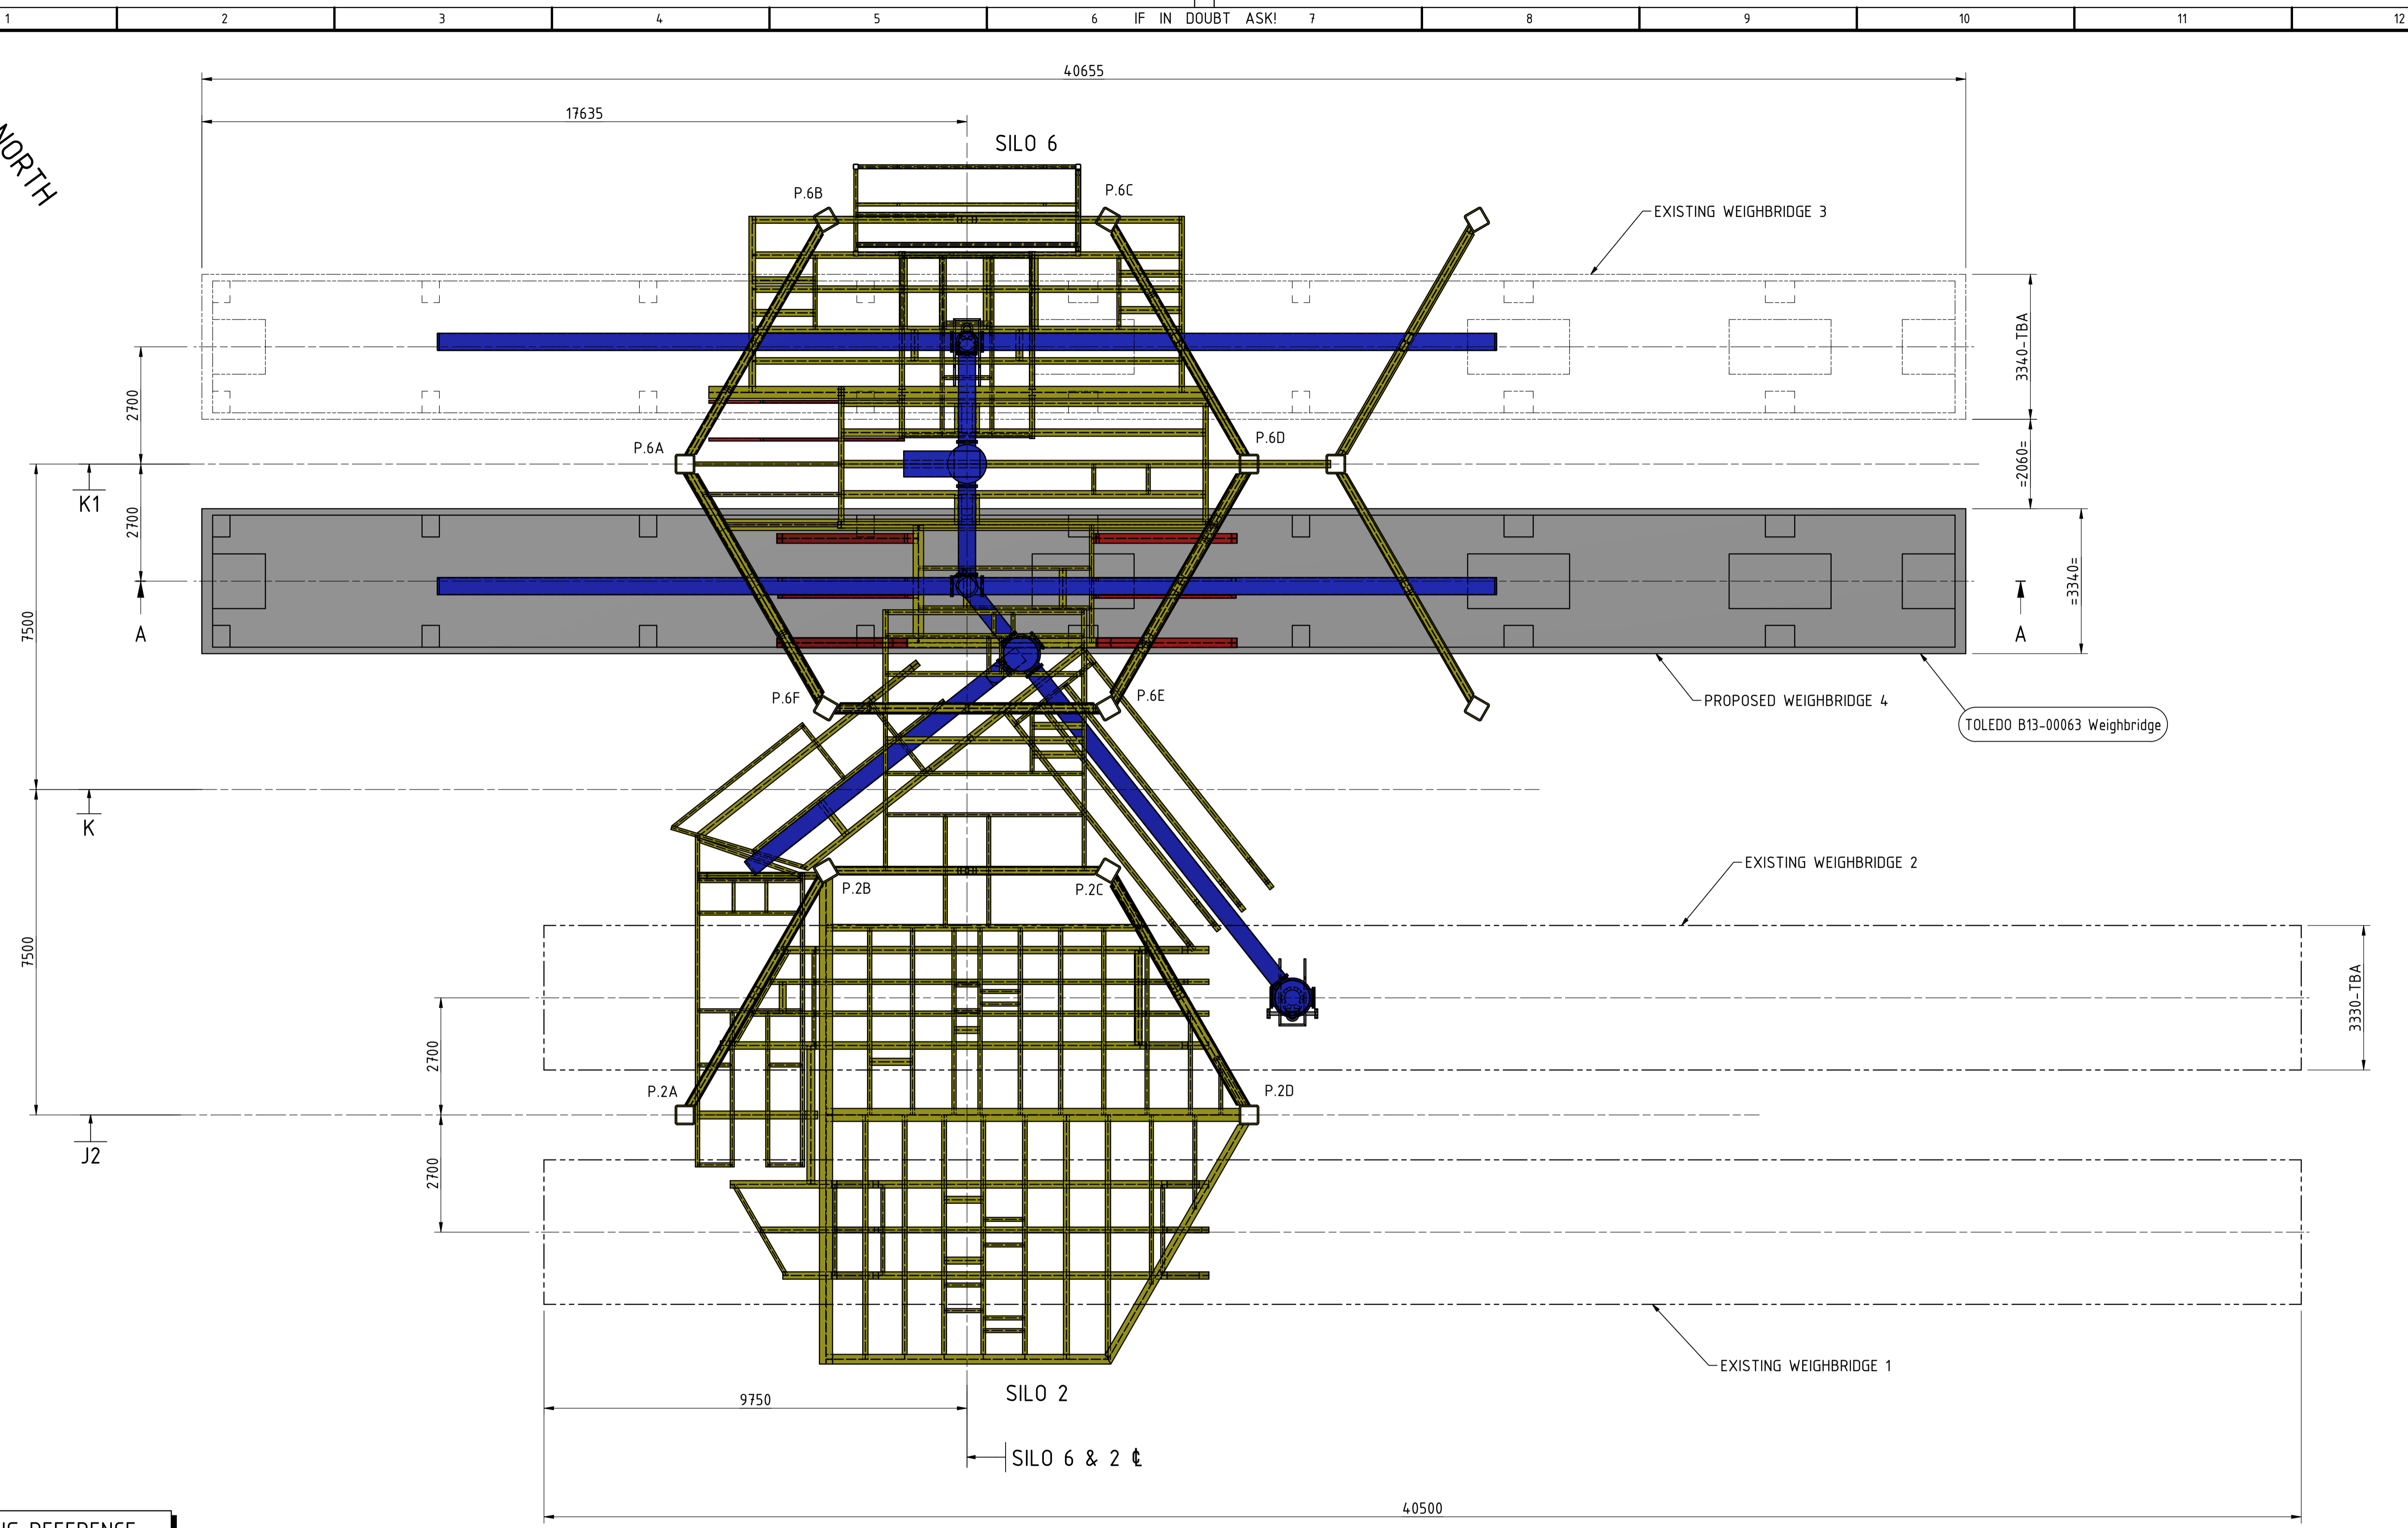 1 2 3 4 5 6 IF IN DOUBT ASK! 7 8 9 10 11 12
40655
17635
NORTH
SILO 6
P.6B
P.6C
EXISTING WEIGHBRIDGE 3
3340-TBA
2700
P.6A
P.6D
K1
=2060=
2700
7500
=3340=
A
A
P.6F
P.6E
PROPOSED WEIGHBRIDGE 4
TOLEDO B13-00063 Weighbridge
K
EXISTING WEIGHBRIDGE 2
P.2B
P.2C
7500
3330-TBA
2700
P.2A
P.2D
J2
2700
EXISTING WEIGHBRIDGE 1
SILO 2
9750
SILO 6 & 2 ℄
40500
REFERENCE